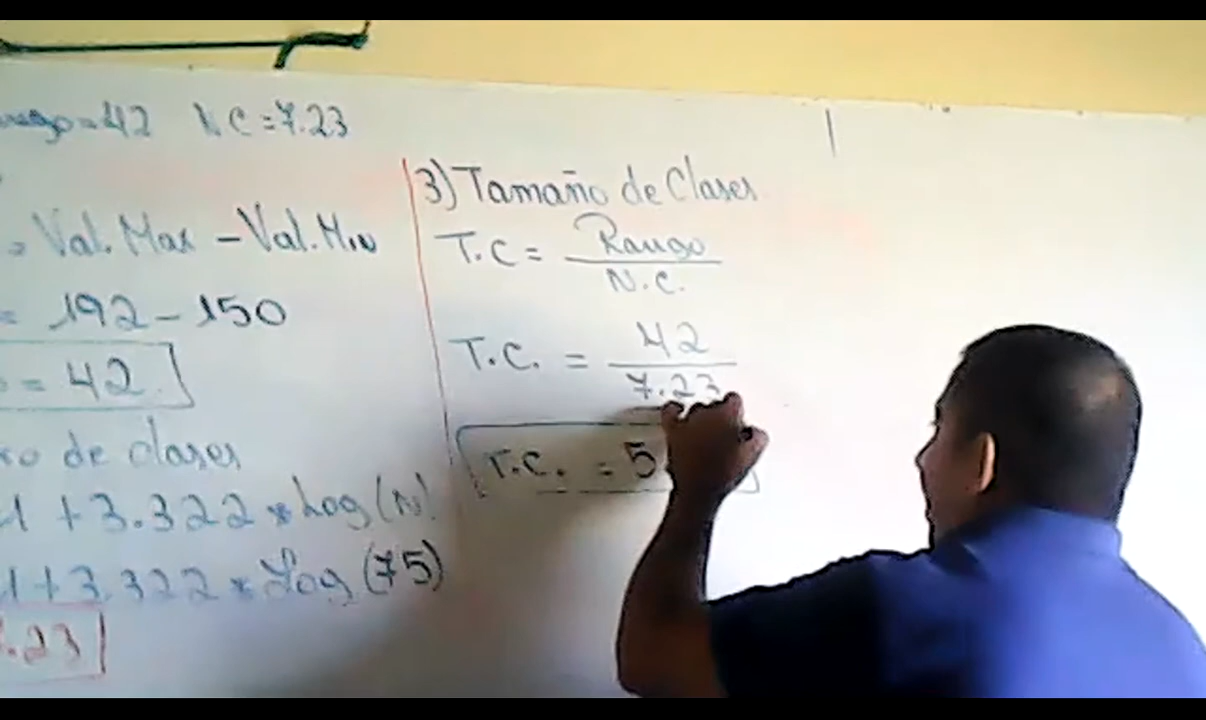 =42 N.C=7.23
= Val. Max - Val. Min
= 192 - 150
= 42
de clases
1 + 3.322 * Log(N)
1 + 3.322 * Log (75)
.23
3) Tamaño de Clases
T.C = Rango
N.C.
T.C. = 42
7.23
T.C. = 5